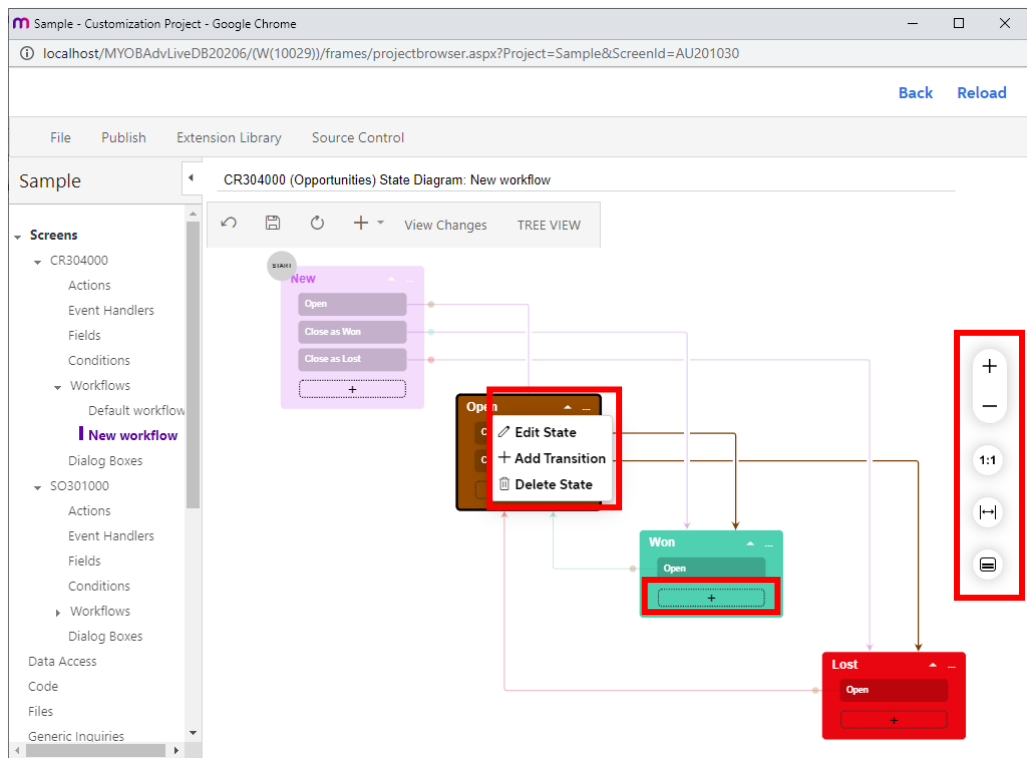 Sample - Customization Project - Google Chrome
localhost/MYOBAdvLiveDB20206/(W(10029))/frames/projectbrowser.aspx?Project=Sample&ScreenId=AU201030
Back Reload
File Publish Extension Library Source Control
Sample
CR304000 (Opportunities) State Diagram: New workflow
View Changes TREE VIEW
Screens
CR304000
Actions
Event Handlers
Fields
Conditions
Workflows
Default workflow
New workflow
Dialog Boxes
SO301000
Actions
Event Handlers
Fields
Conditions
Workflows
Dialog Boxes
Data Access
Code
Files
Generic Inquiries
START
New
Open
Close as Won
Close as Lost
+
Open
C
C
Edit State
Add Transition
Delete State
Won
Open
+
Lost
Open
+
+
−
1:1